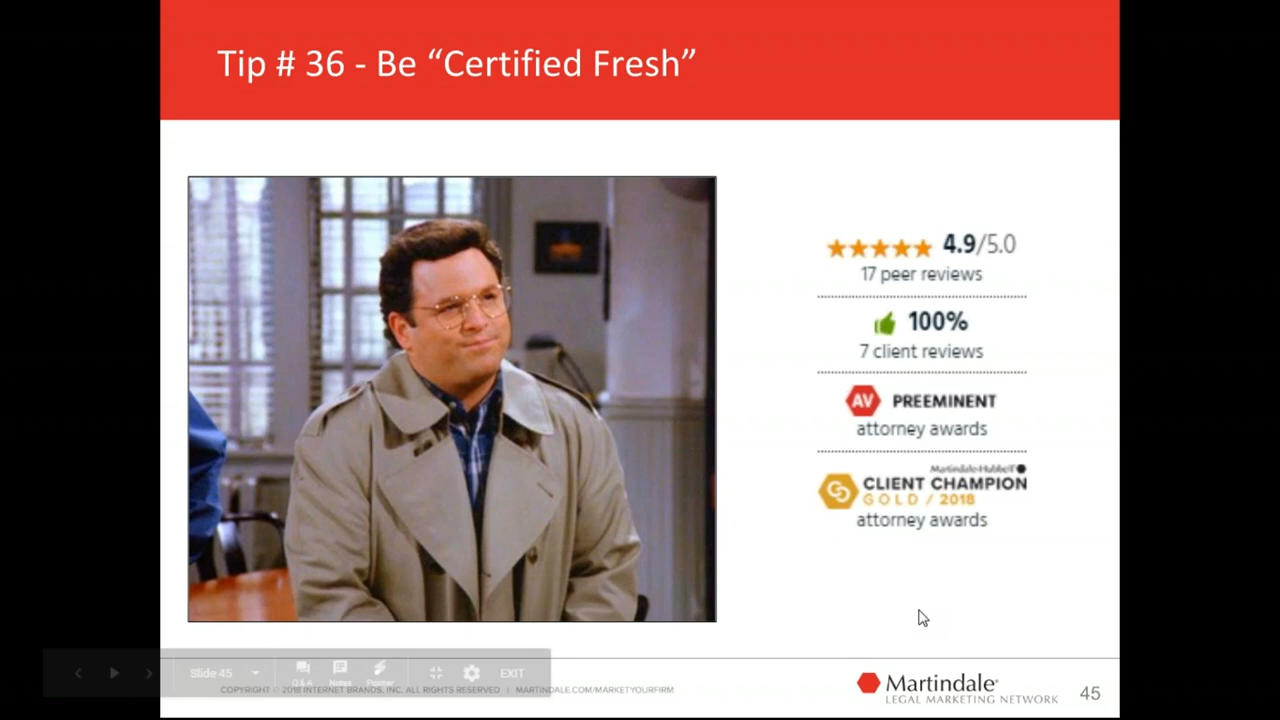 Tip # 36 - Be “Certified Fresh”
4.9/5.0
17 peer reviews
100%
7 client reviews
AV PREEMINENT
attorney awards
Martindale-Hubbell
CLIENT CHAMPION
GOLD / 2018
attorney awards
Slide 45
Q & A Notes Pointer
EXIT
COPYRIGHT © 2018 INTERNET BRANDS, INC. ALL RIGHTS RESERVED | MARTINDALE.COM/MARKETYOURFIRM
Martindale®
LEGAL MARKETING NETWORK
45